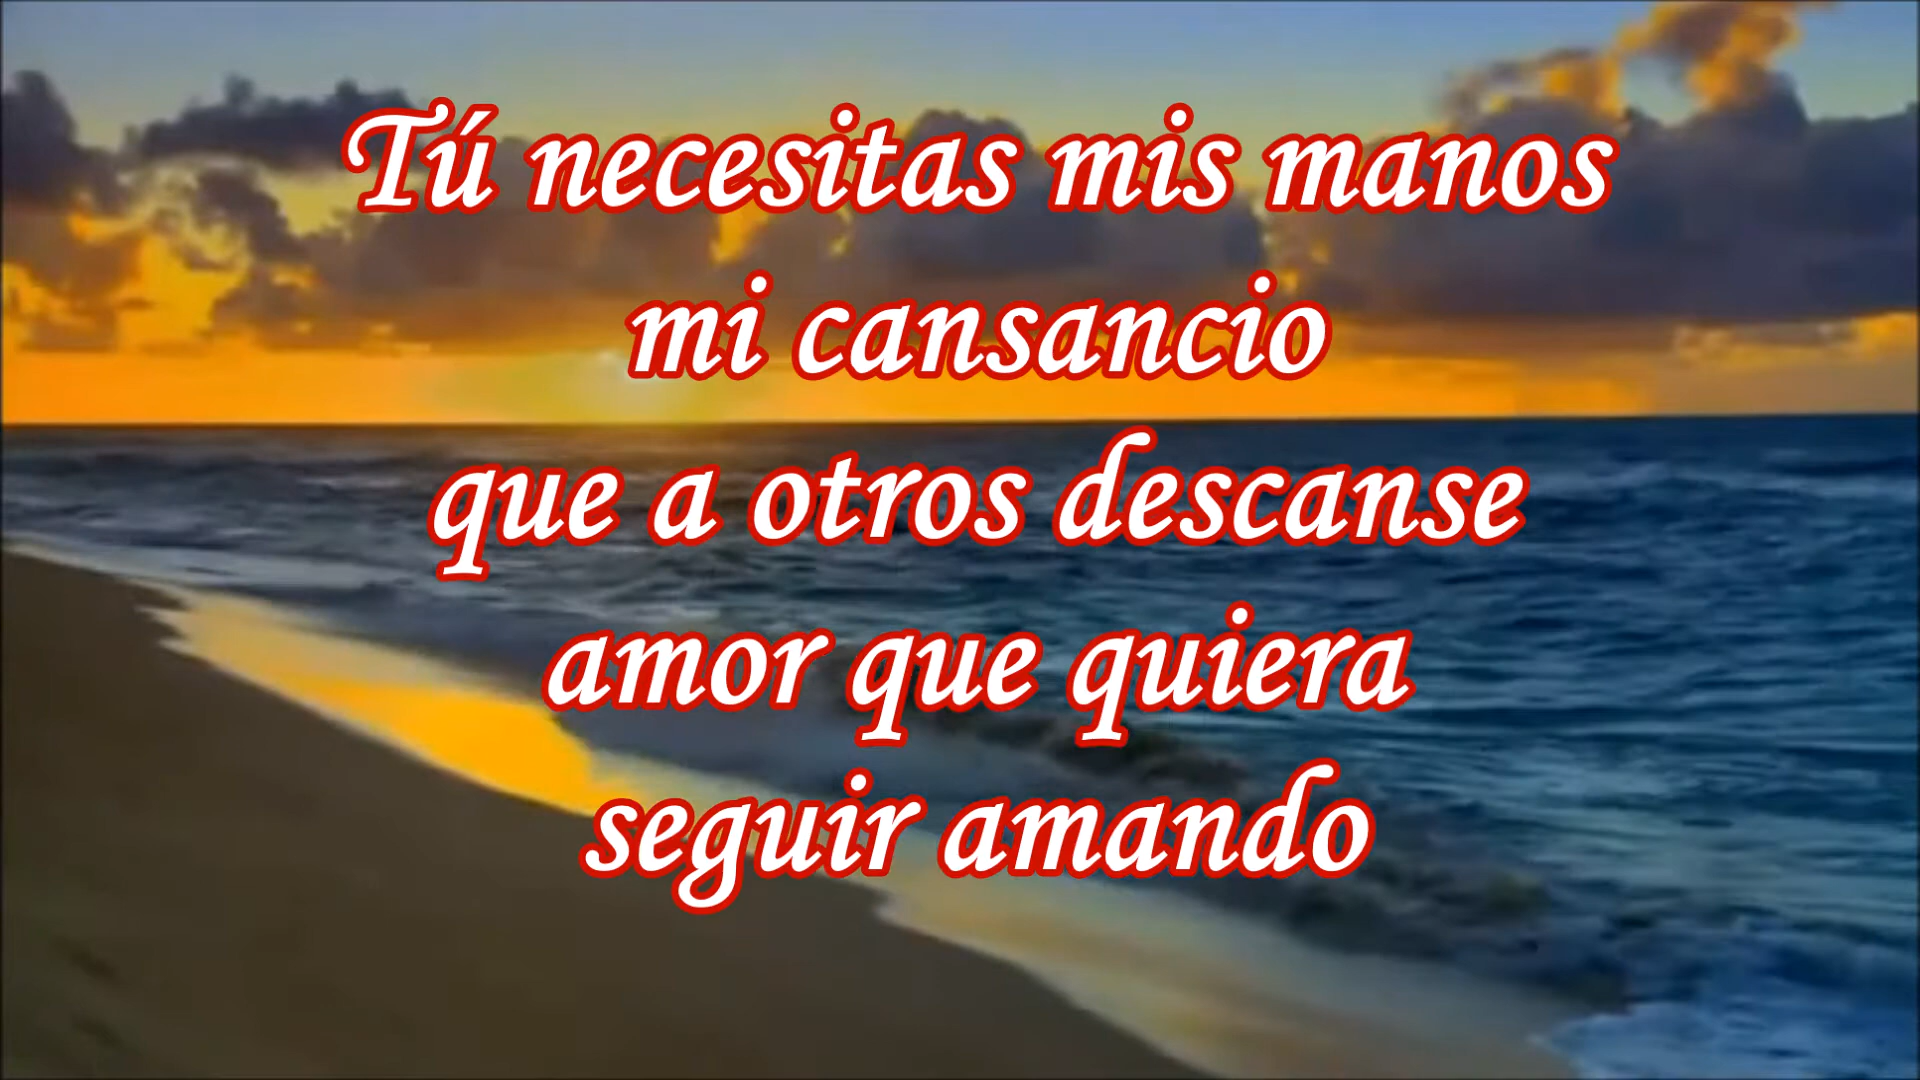 Tú necesitas mis manos
mi cansancio
que a otros descanse
amor que quiera
seguir amando